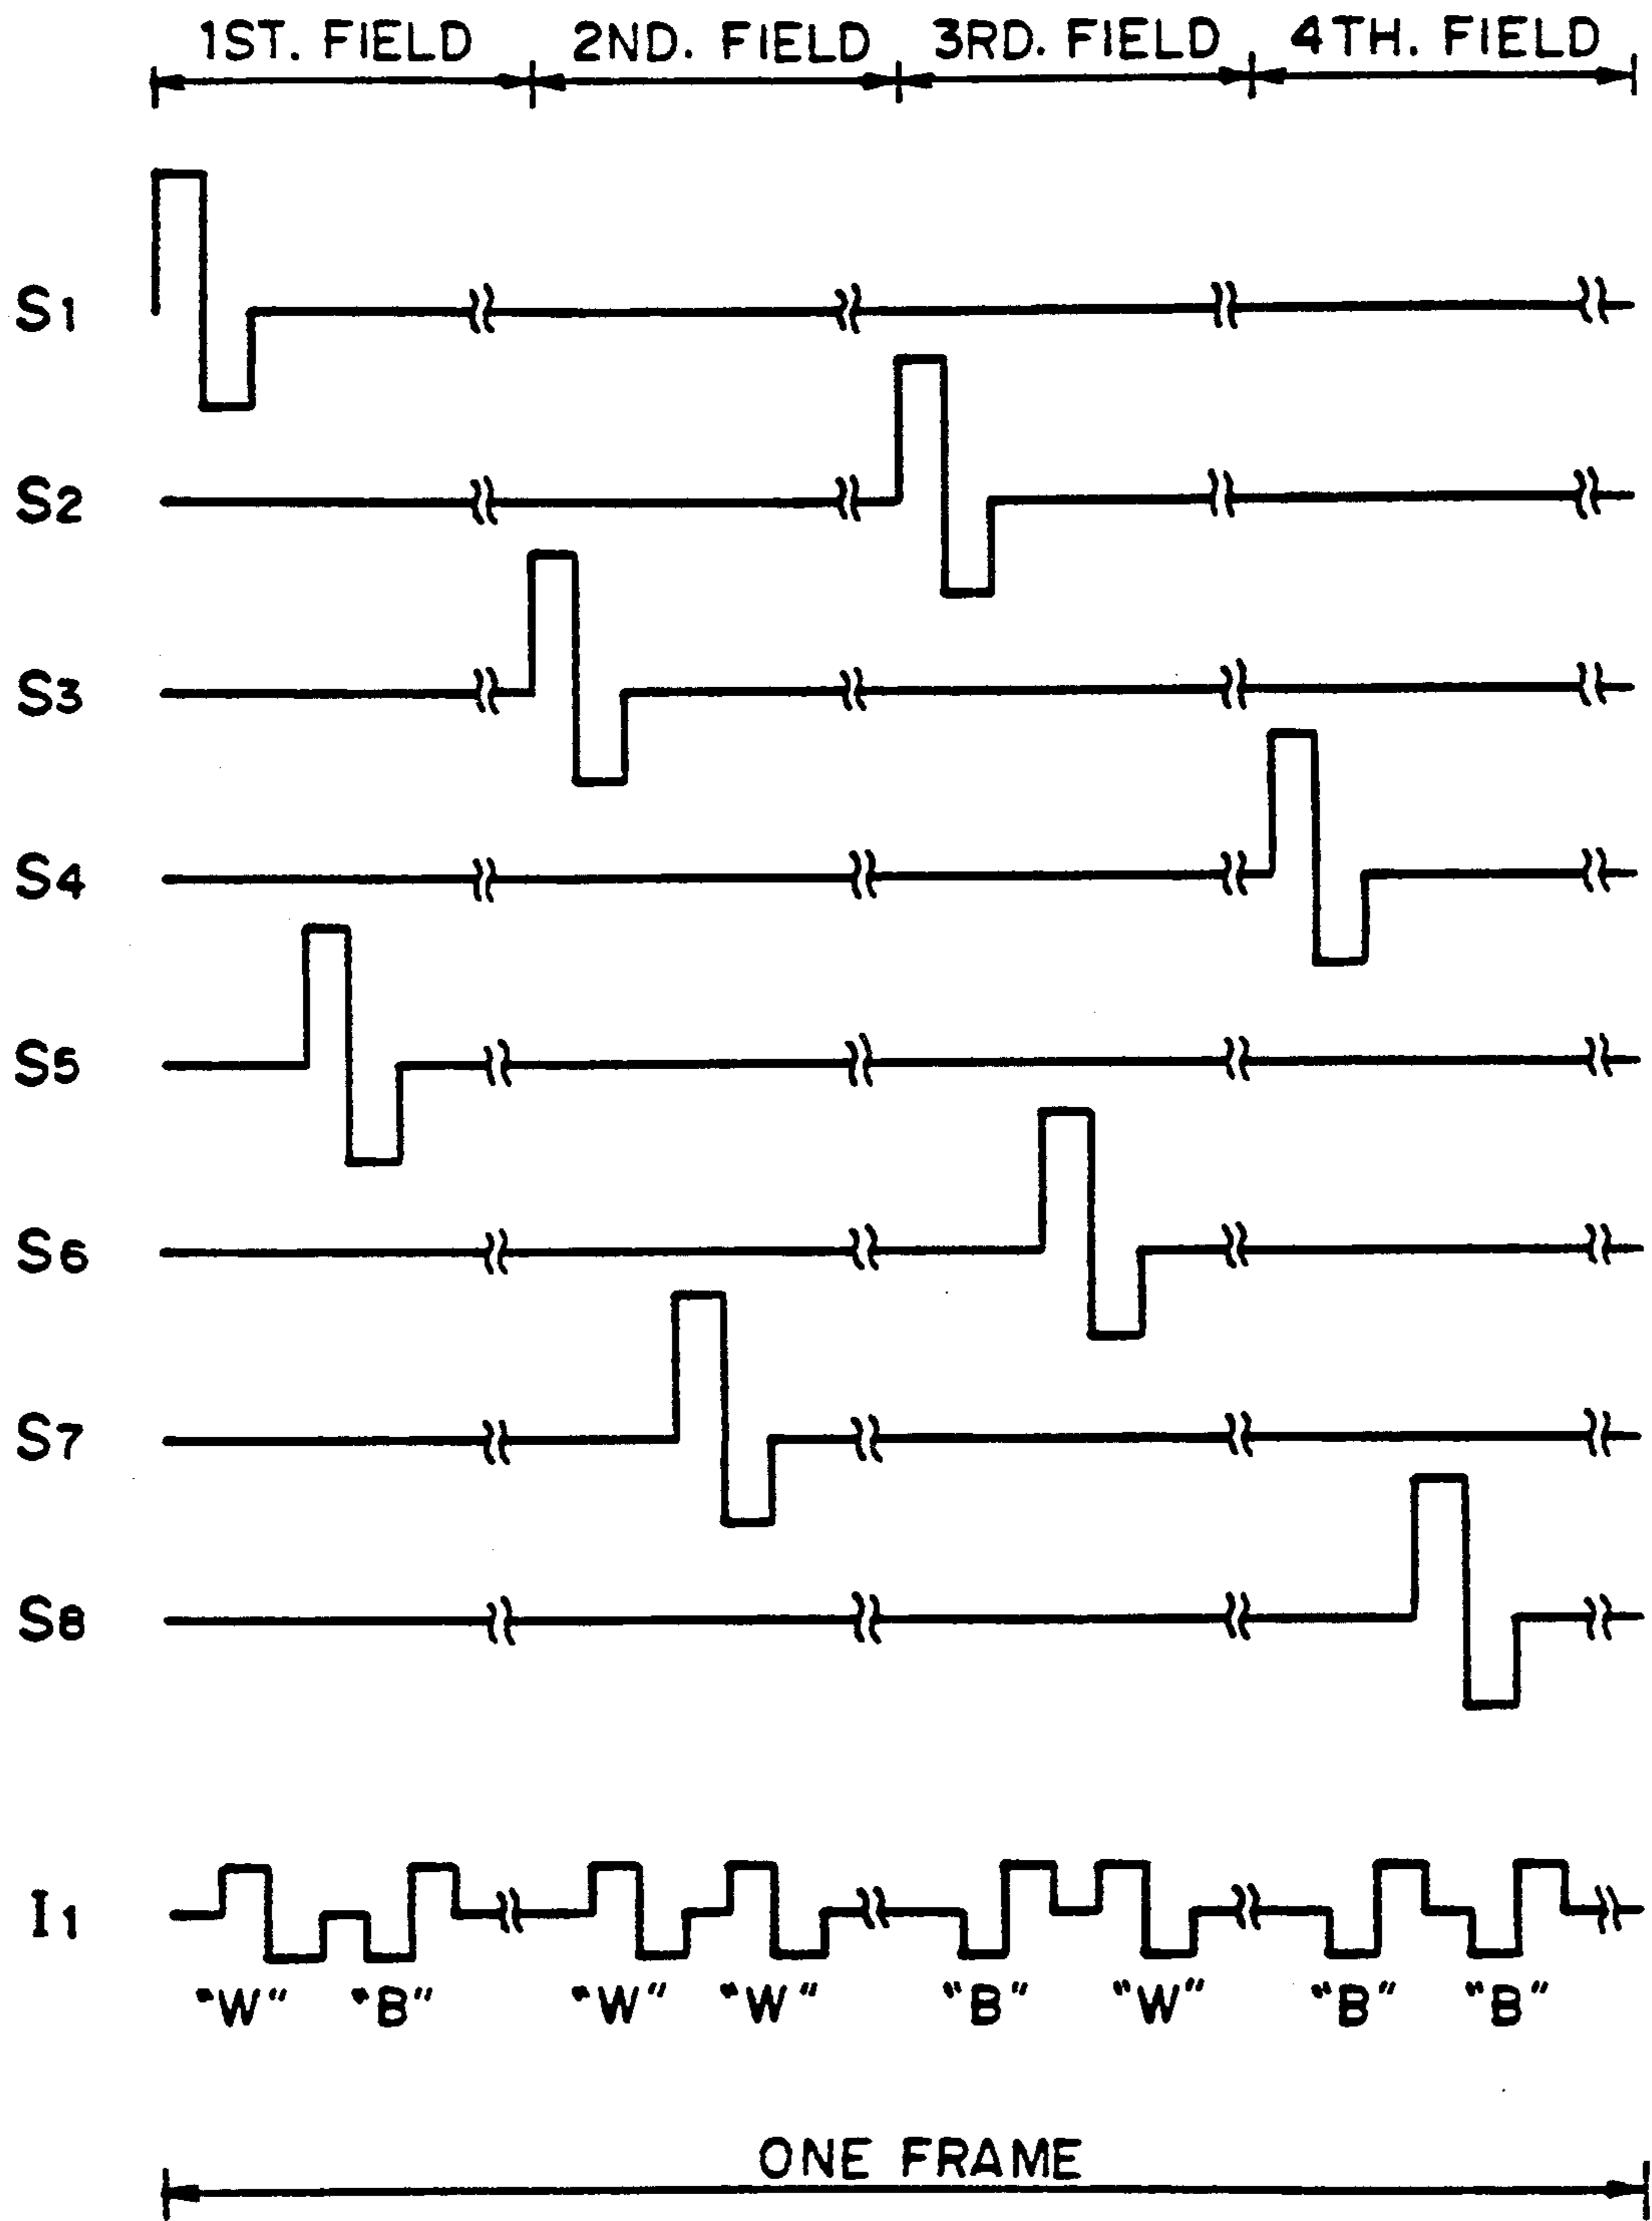 1ST. FIELD 2ND. FIELD 3RD. FIELD 4TH. FIELD
S1
S2
S3
S4
S5
S6
S7
S8
I1
"W" "B" "W" "W" "B" "W" "B" "B"
ONE FRAME